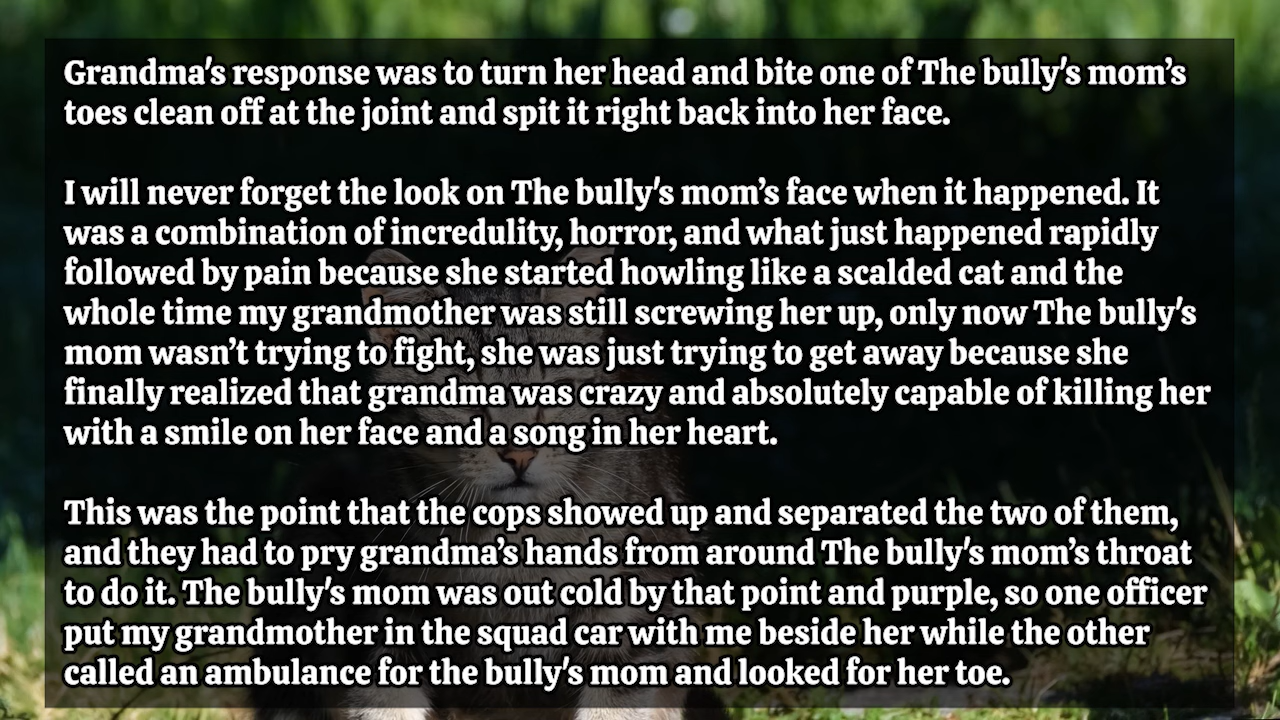 Grandma's response was to turn her head and bite one of The bully's mom’s
toes clean off at the joint and spit it right back into her face.
I will never forget the look on The bully's mom’s face when it happened. It
was a combination of incredulity, horror, and what just happened rapidly
followed by pain because she started howling like a scalded cat and the
whole time my grandmother was still screwing her up, only now The bully's
mom wasn’t trying to fight, she was just trying to get away because she
finally realized that grandma was crazy and absolutely capable of killing her
with a smile on her face and a song in her heart.
This was the point that the cops showed up and separated the two of them,
and they had to pry grandma’s hands from around The bully's mom’s throat
to do it. The bully's mom was out cold by that point and purple, so one officer
put my grandmother in the squad car with me beside her while the other
called an ambulance for the bully's mom and looked for her toe.